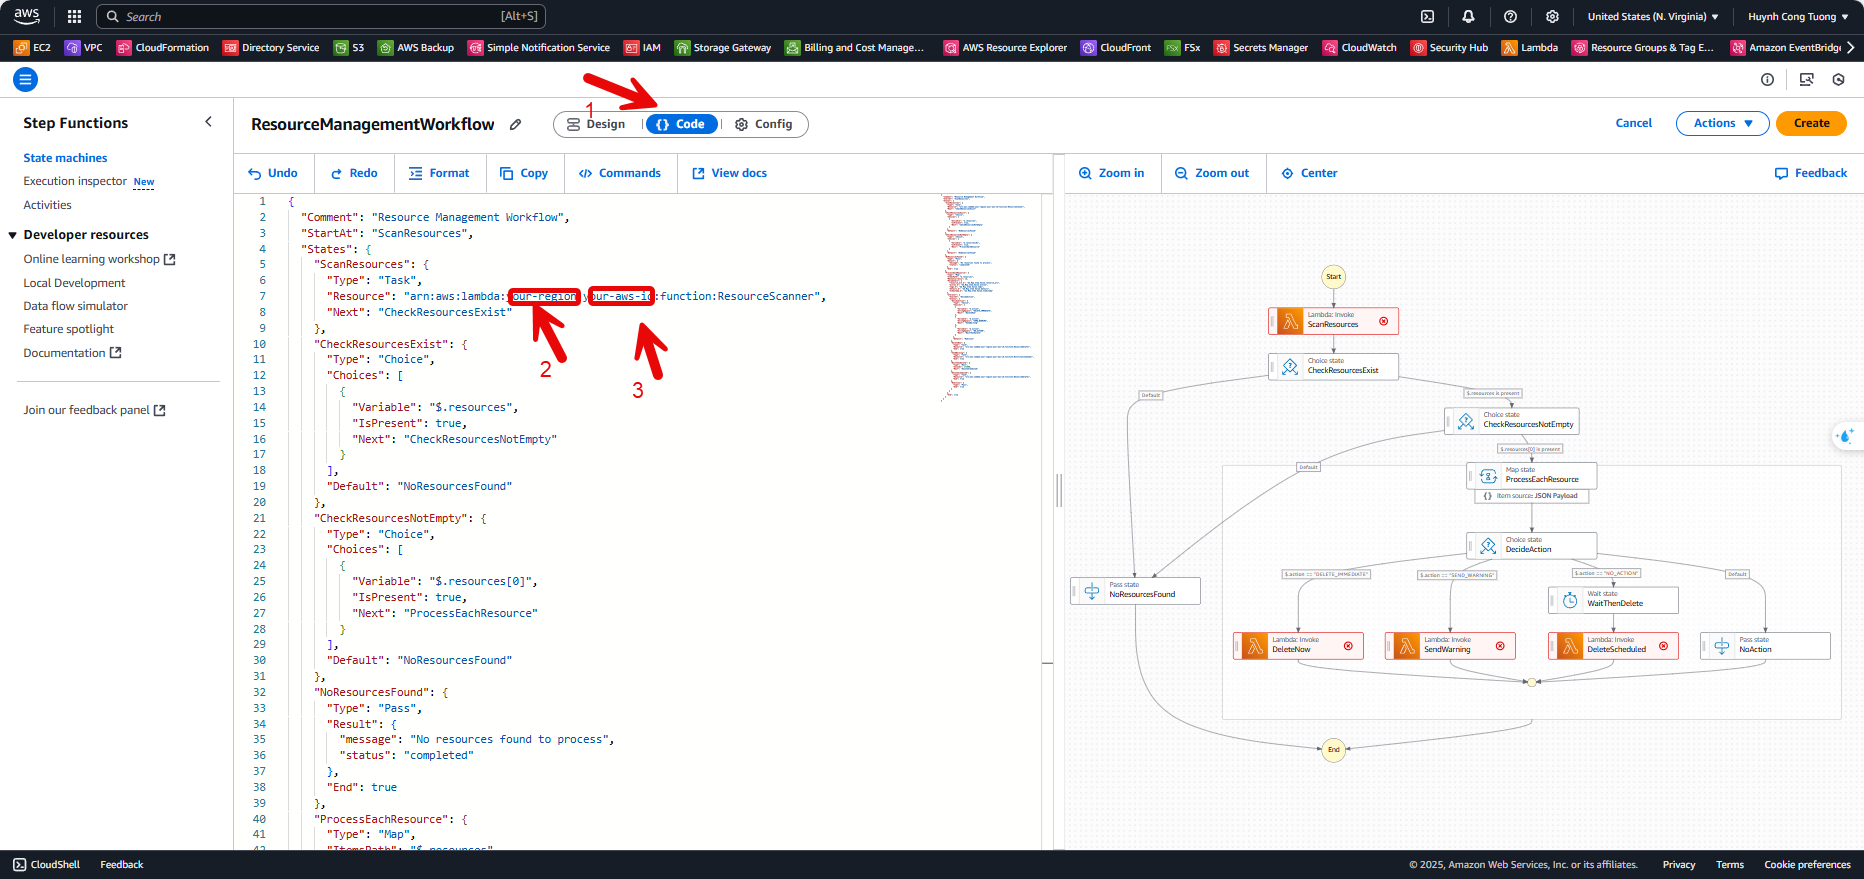 aws
Search
[Alt+S]
United States (N. Virginia)
Huynh Cong Tuong
EC2
VPC
CloudFormation
Directory Service
S3
AWS Backup
Simple Notification Service
IAM
Storage Gateway
Billing and Cost Manage...
AWS Resource Explorer
CloudFront
FSx
Secrets Manager
CloudWatch
Security Hub
Lambda
Resource Groups & Tag E...
Amazon EventBridge
Step Functions
State machines
Execution inspector New
Activities
Developer resources
Online learning workshop
Local Development
Data flow simulator
Feature spotlight
Documentation
Join our feedback panel
ResourceManagementWorkflow
1
Design
{} Code
Config
Cancel
Actions
Create
Undo
Redo
Format
Copy
Commands
View docs
Zoom in
Zoom out
Center
Feedback
1 {
2 "Comment": "Resource Management Workflow",
3 "StartAt": "ScanResources",
4 "States": {
5 "ScanResources": {
6 "Type": "Task",
7 "Resource": "arn:aws:lambda:your-region:your-aws-id:function:ResourceScanner",
8 "Next": "CheckResourcesExist"
9 },
10 "CheckResourcesExist": {
11 "Type": "Choice",
12 "Choices": [
13 {
14 "Variable": "$.resources",
15 "IsPresent": true,
16 "Next": "CheckResourcesNotEmpty"
17 }
18 ],
19 "Default": "NoResourcesFound"
20 },
21 "CheckResourcesNotEmpty": {
22 "Type": "Choice",
23 "Choices": [
24 {
25 "Variable": "$.resources[0]",
26 "IsPresent": true,
27 "Next": "ProcessEachResource"
28 }
29 ],
30 "Default": "NoResourcesFound"
31 },
32 "NoResourcesFound": {
33 "Type": "Pass",
34 "Result": {
35 "message": "No resources found to process",
36 "status": "completed"
37 },
38 "End": true
39 },
40 "ProcessEachResource": {
41 "Type": "Map",
42 "ItemsPath": "$.resources",
2
3
Start
Lambda: Invoke
ScanResources
Choice state
CheckResourcesExist
Default
$.resources is present
Choice state
CheckResourcesNotEmpty
$.resources[0] is present
Default
Map state
ProcessEachResource
{} Item source: JSON Payload
Choice state
DecideAction
$.action == "DELETE_IMMEDIATE"
$.action == "SEND_WARNING"
$.action == "NO_ACTION"
Default
Pass state
NoResourcesFound
Wait state
WaitThenDelete
Lambda: Invoke
DeleteNow
Lambda: Invoke
SendWarning
Lambda: Invoke
DeleteScheduled
Pass state
NoAction
End
CloudShell
Feedback
© 2025, Amazon Web Services, Inc. or its affiliates.
Privacy
Terms
Cookie preferences